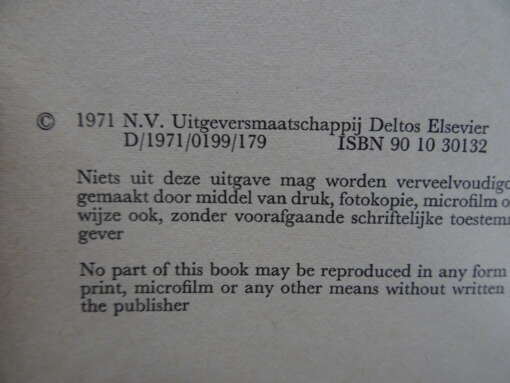 © 1971 N.V. Uitgeversmaatschappij Deltos Elsevier
D/1971/0199/179 ISBN 90 10 30132
Niets uit deze uitgave mag worden
gemaakt door middel van druk, fotokopie, microfilm
wijze ook, zonder voorafgaande schriftelijke
gever
No part of this book may be reproduced in any form
print, microfilm or any other means without written
the publisher